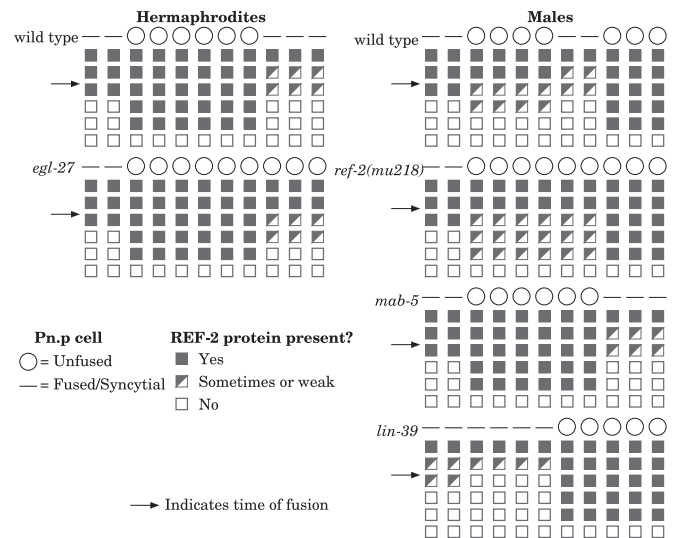 Hermaphrodites
Males
wild type
wild type
egl-27
ref-2(mu218)
mab-5
Pn.p cell
REF-2 protein present?
= Unfused
Yes
= Fused/Syncytial
Sometimes or weak
No
lin-39
Indicates time of fusion